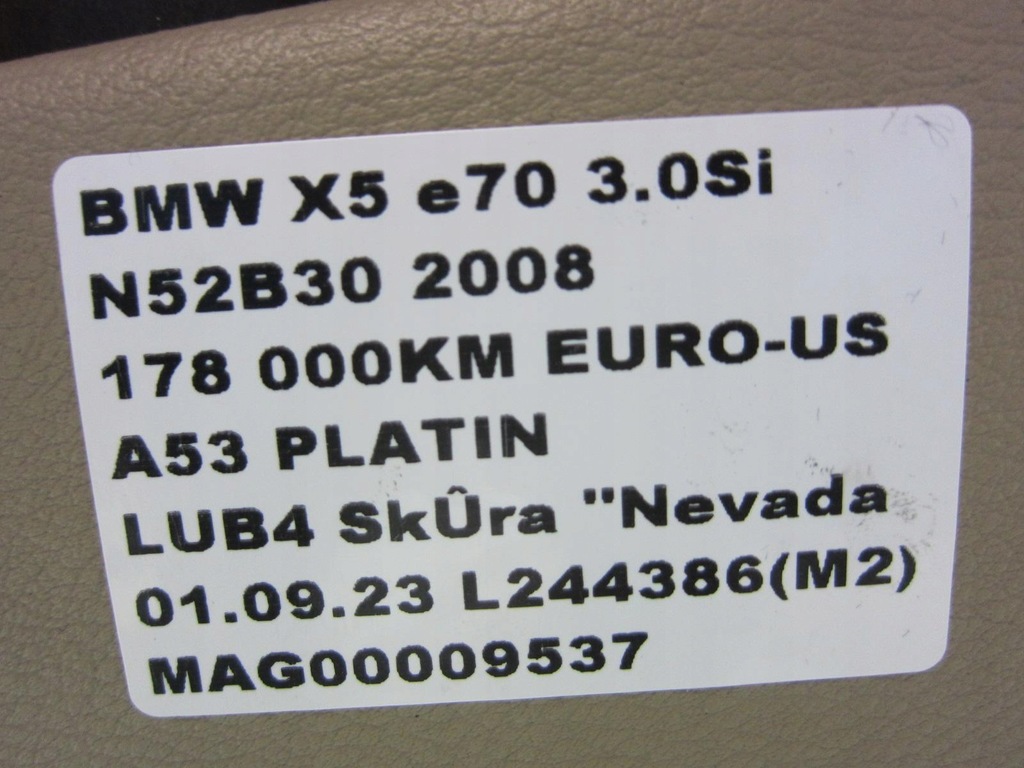 BMW X5 e70 3.0Si
N52B30 2008
178 000KM EURO-US
A53 PLATIN
LUB4 SkÛra "Nevada
01.09.23 L244386(M2)
MAG00009537